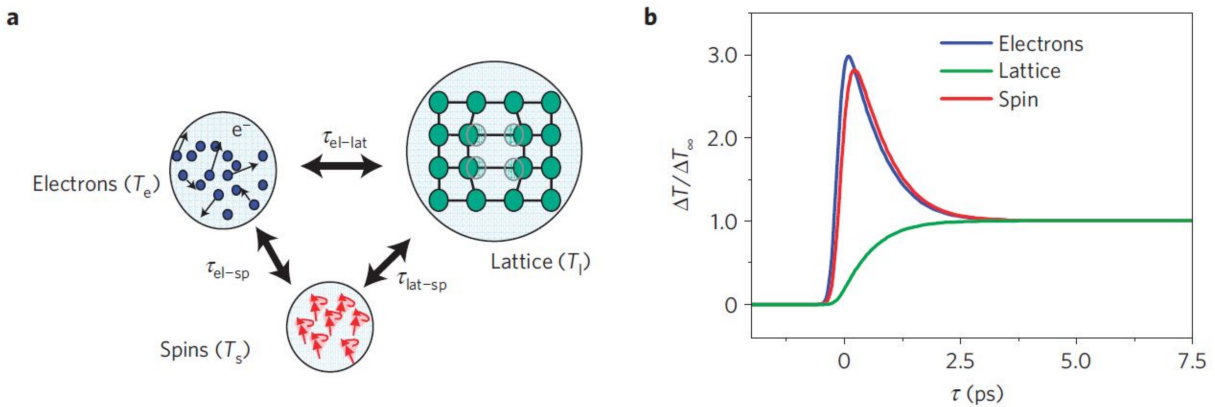 a
e⁻
τel–lat
Electrons (Te)
Lattice (Tl)
τel–sp
τlat–sp
Spins (Ts)
b
3.0
2.0
1.0
0
ΔT/ΔT∞
Electrons
Lattice
Spin
0 2.5 5.0 7.5
τ (ps)